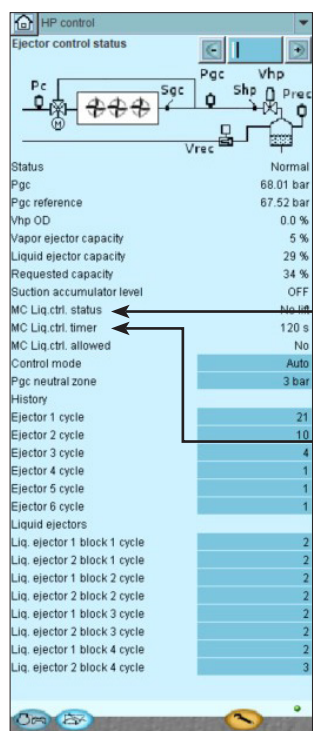 HP control
Ejector control status
Pc
Sgc
Pgc
Shp
Vhp
Prec
M
Vrec
Status Normal
Pgc 68.01 bar
Pgc reference 67.52 bar
Vhp OD 0.0 %
Vapor ejector capacity 5 %
Liquid ejector capacity 29 %
Requested capacity 34 %
Suction accumulator level OFF
MC Liq.ctrl. status No lift
MC Liq.ctrl. timer 120 s
MC Liq.ctrl. allowed No
Control mode Auto
Pgc neutral zone 3 bar
History
Ejector 1 cycle 21
Ejector 2 cycle 10
Ejector 3 cycle 4
Ejector 4 cycle 1
Ejector 5 cycle 1
Ejector 6 cycle 1
Liquid ejectors
Liq. ejector 1 block 1 cycle 2
Liq. ejector 2 block 1 cycle 2
Liq. ejector 1 block 2 cycle 2
Liq. ejector 2 block 2 cycle 2
Liq. ejector 1 block 3 cycle 2
Liq. ejector 2 block 3 cycle 2
Liq. ejector 1 block 4 cycle 2
Liq. ejector 2 block 4 cycle 3